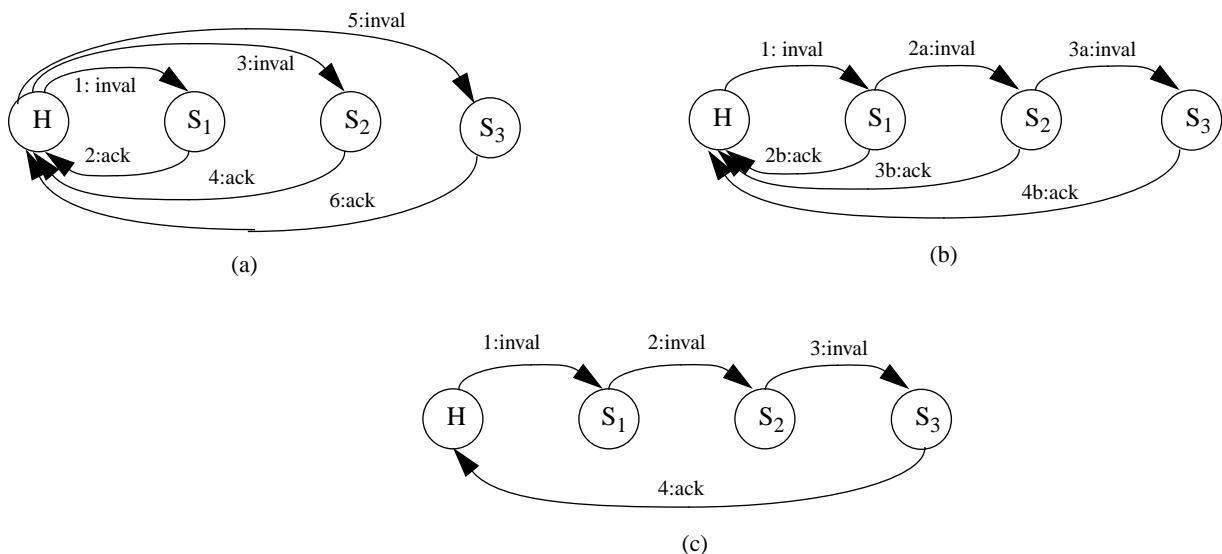 5:inval
3:inval
1: inval
H
S1
S2
S3
2:ack
4:ack
6:ack
(a)
1: inval
2a:inval
3a:inval
H
S1
S2
S3
2b:ack
3b:ack
4b:ack
(b)
1:inval
2:inval
3:inval
H
S1
S2
S3
4:ack
(c)